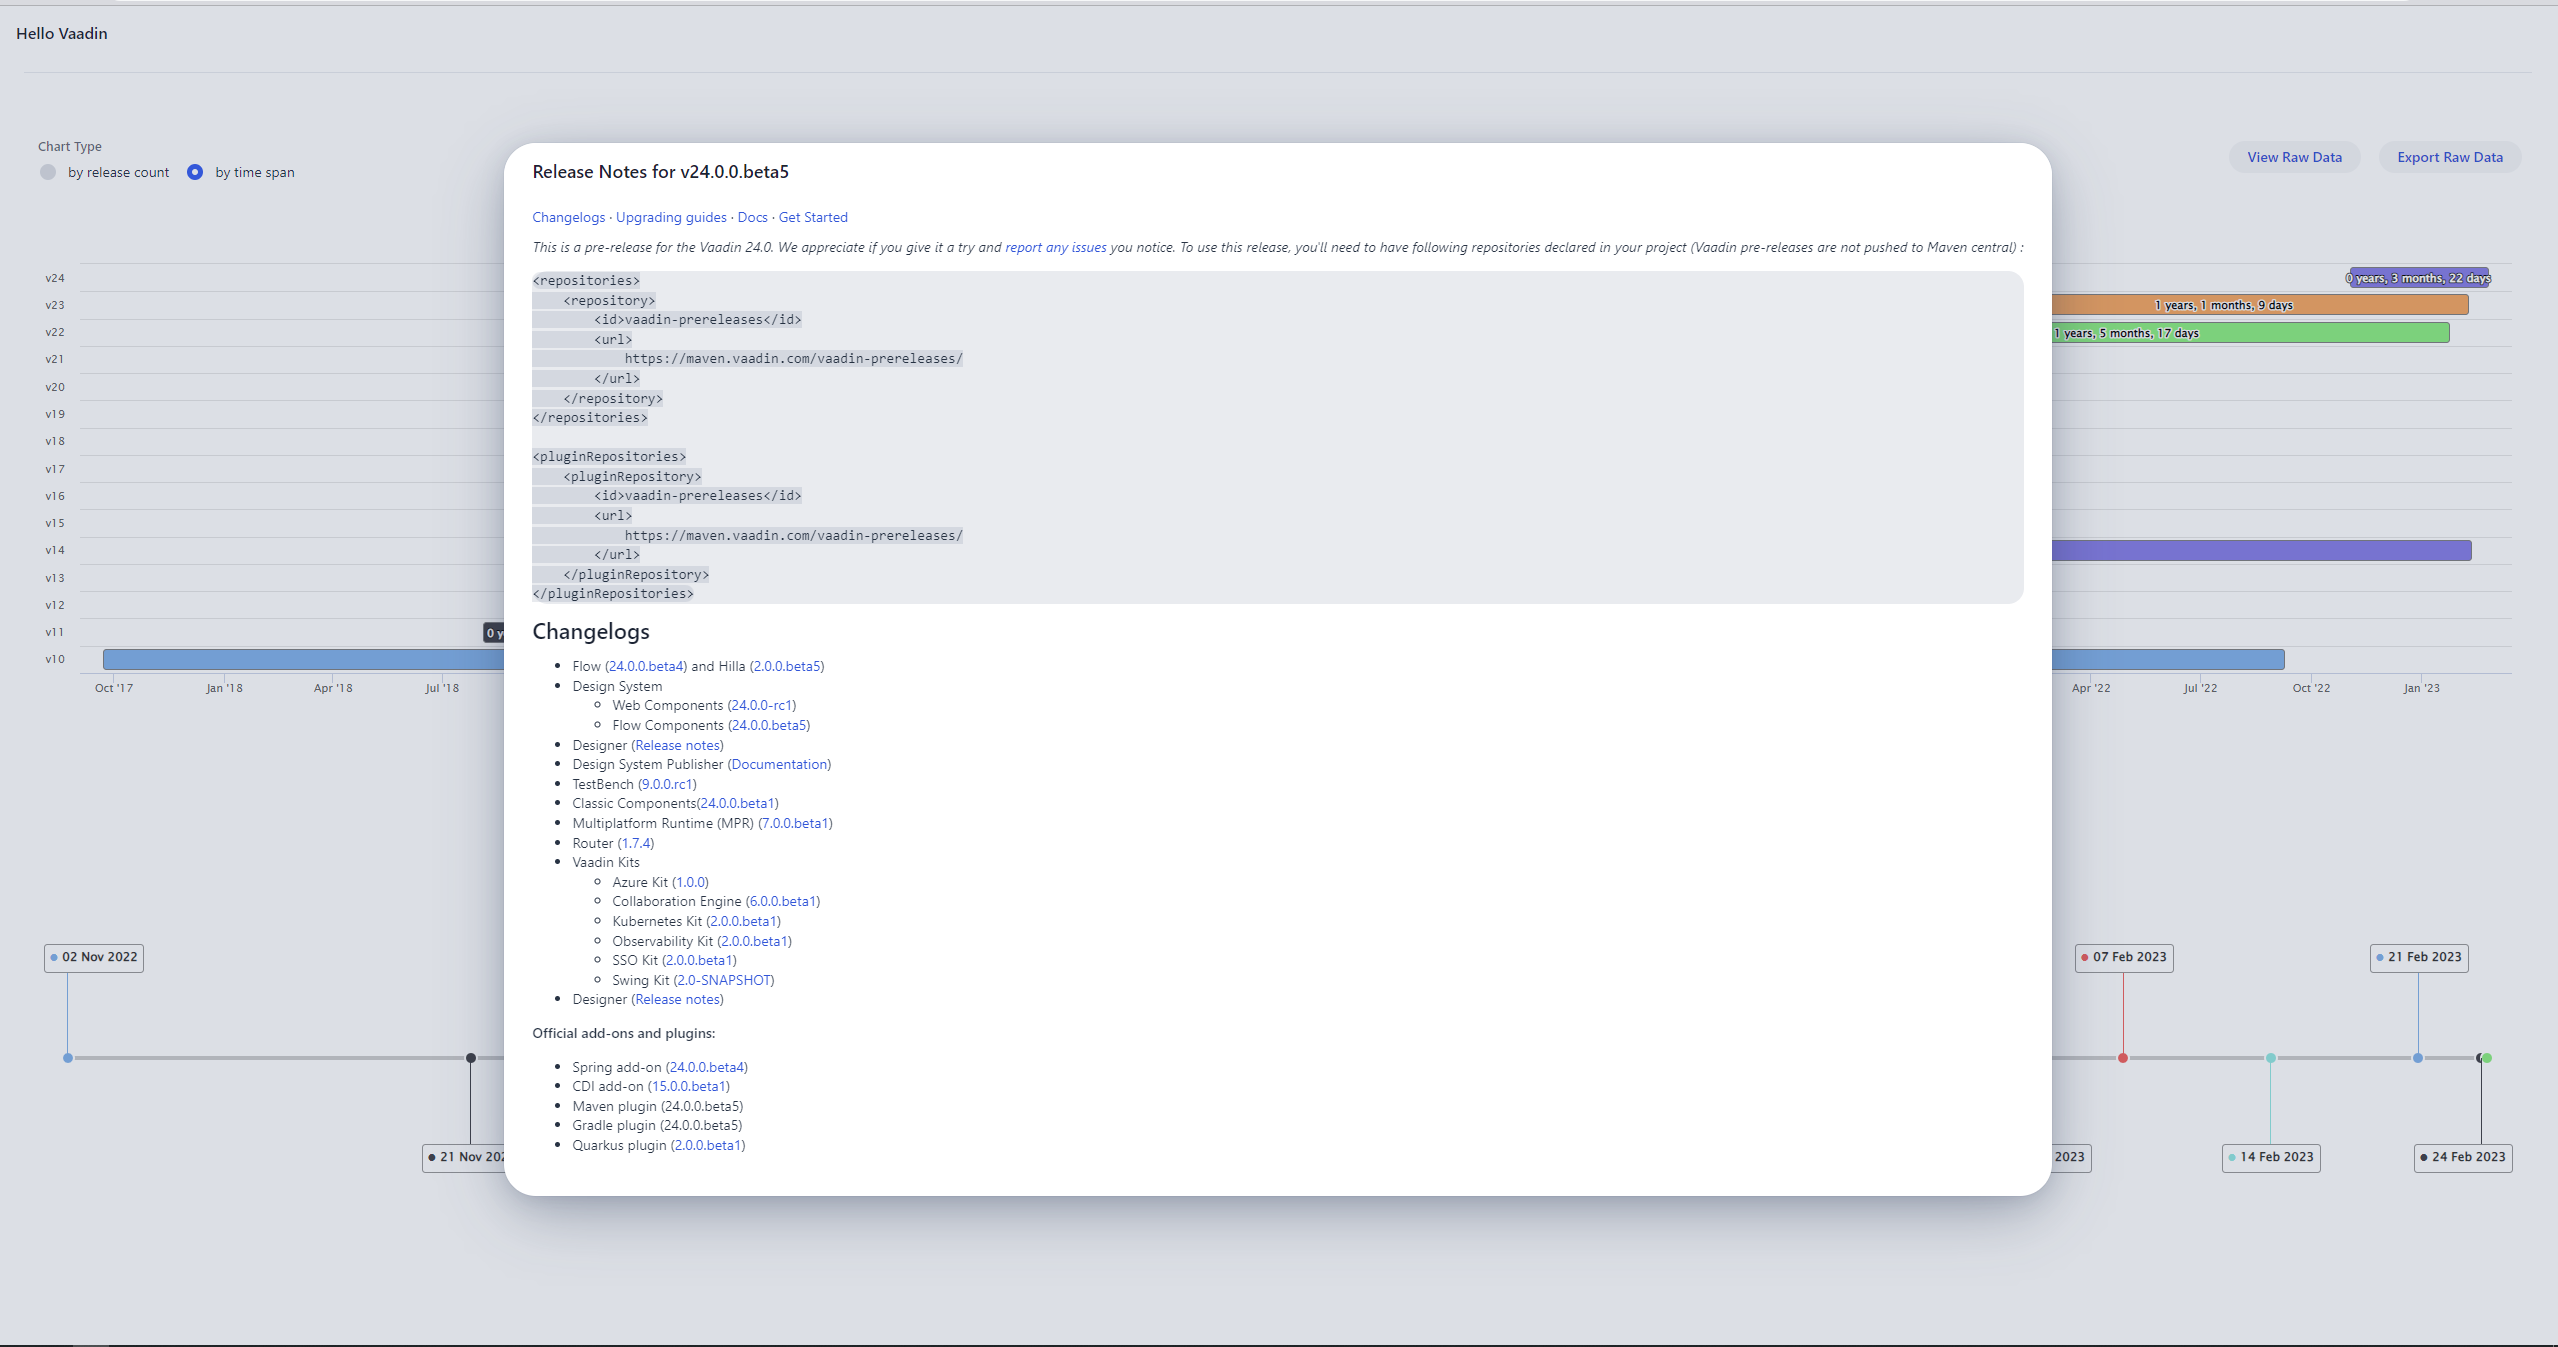 Hello Vaadin
Chart Type
by release count by time span
View Raw Data Export Raw Data
Release Notes for v24.0.0.beta5
Changelogs · Upgrading guides · Docs · Get Started
This is a pre-release for the Vaadin 24.0. We appreciate if you give it a try and report any issues you notice. To use this release, you'll need to have following repositories declared in your project (Vaadin pre-releases are not pushed to Maven central) :
<repositories>
    <repository>
        <id>vaadin-prereleases</id>
        <url>
            https://maven.vaadin.com/vaadin-prereleases/
        </url>
    </repository>
</repositories>
<pluginRepositories>
    <pluginRepository>
        <id>vaadin-prereleases</id>
        <url>
            https://maven.vaadin.com/vaadin-prereleases/
        </url>
    </pluginRepository>
</pluginRepositories>
Changelogs
Flow (24.0.0.beta4) and Hilla (2.0.0.beta5)
Design System
Web Components (24.0.0-rc1)
Flow Components (24.0.0.beta5)
Designer (Release notes)
Design System Publisher (Documentation)
TestBench (9.0.0.rc1)
Classic Components(24.0.0.beta1)
Multiplatform Runtime (MPR) (7.0.0.beta1)
Router (1.7.4)
Vaadin Kits
Azure Kit (1.0.0)
Collaboration Engine (6.0.0.beta1)
Kubernetes Kit (2.0.0.beta1)
Observability Kit (2.0.0.beta1)
SSO Kit (2.0.0.beta1)
Swing Kit (2.0-SNAPSHOT)
Designer (Release notes)
Official add-ons and plugins:
Spring add-on (24.0.0.beta4)
CDI add-on (15.0.0.beta1)
Maven plugin (24.0.0.beta5)
Gradle plugin (24.0.0.beta5)
Quarkus plugin (2.0.0.beta1)
v24
v23
v22
v21
v20
v19
v18
v17
v16
v15
v14
v13
v12
v11
v10
0 years, 3 months, 22 days
1 years, 1 months, 9 days
1 years, 5 months, 17 days
0 y
Oct '17 Jan '18 Apr '18 Jul '18 Apr '22 Jul '22 Oct '22 Jan '23
02 Nov 2022 07 Feb 2023 21 Feb 2023
21 Nov 202 2023 14 Feb 2023 24 Feb 2023